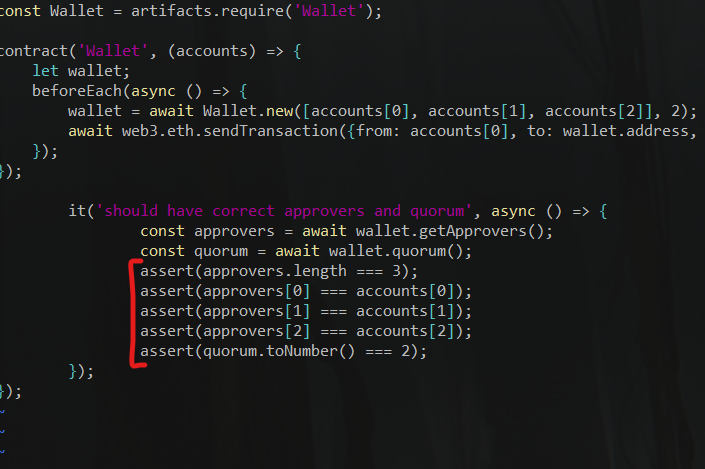 const Wallet = artifacts.require('Wallet');
contract('Wallet', (accounts) => {
let wallet;
beforeEach(async () => {
wallet = await Wallet.new([accounts[0], accounts[1], accounts[2]], 2);
await web3.eth.sendTransaction({from: accounts[0], to: wallet.address,
});
});
it('should have correct approvers and quorum', async () => {
const approvers = await wallet.getApprovers();
const quorum = await wallet.quorum();
assert(approvers.length === 3);
assert(approvers[0] === accounts[0]);
assert(approvers[1] === accounts[1]);
assert(approvers[2] === accounts[2]);
assert(quorum.toNumber() === 2);
});
});
~
~
~